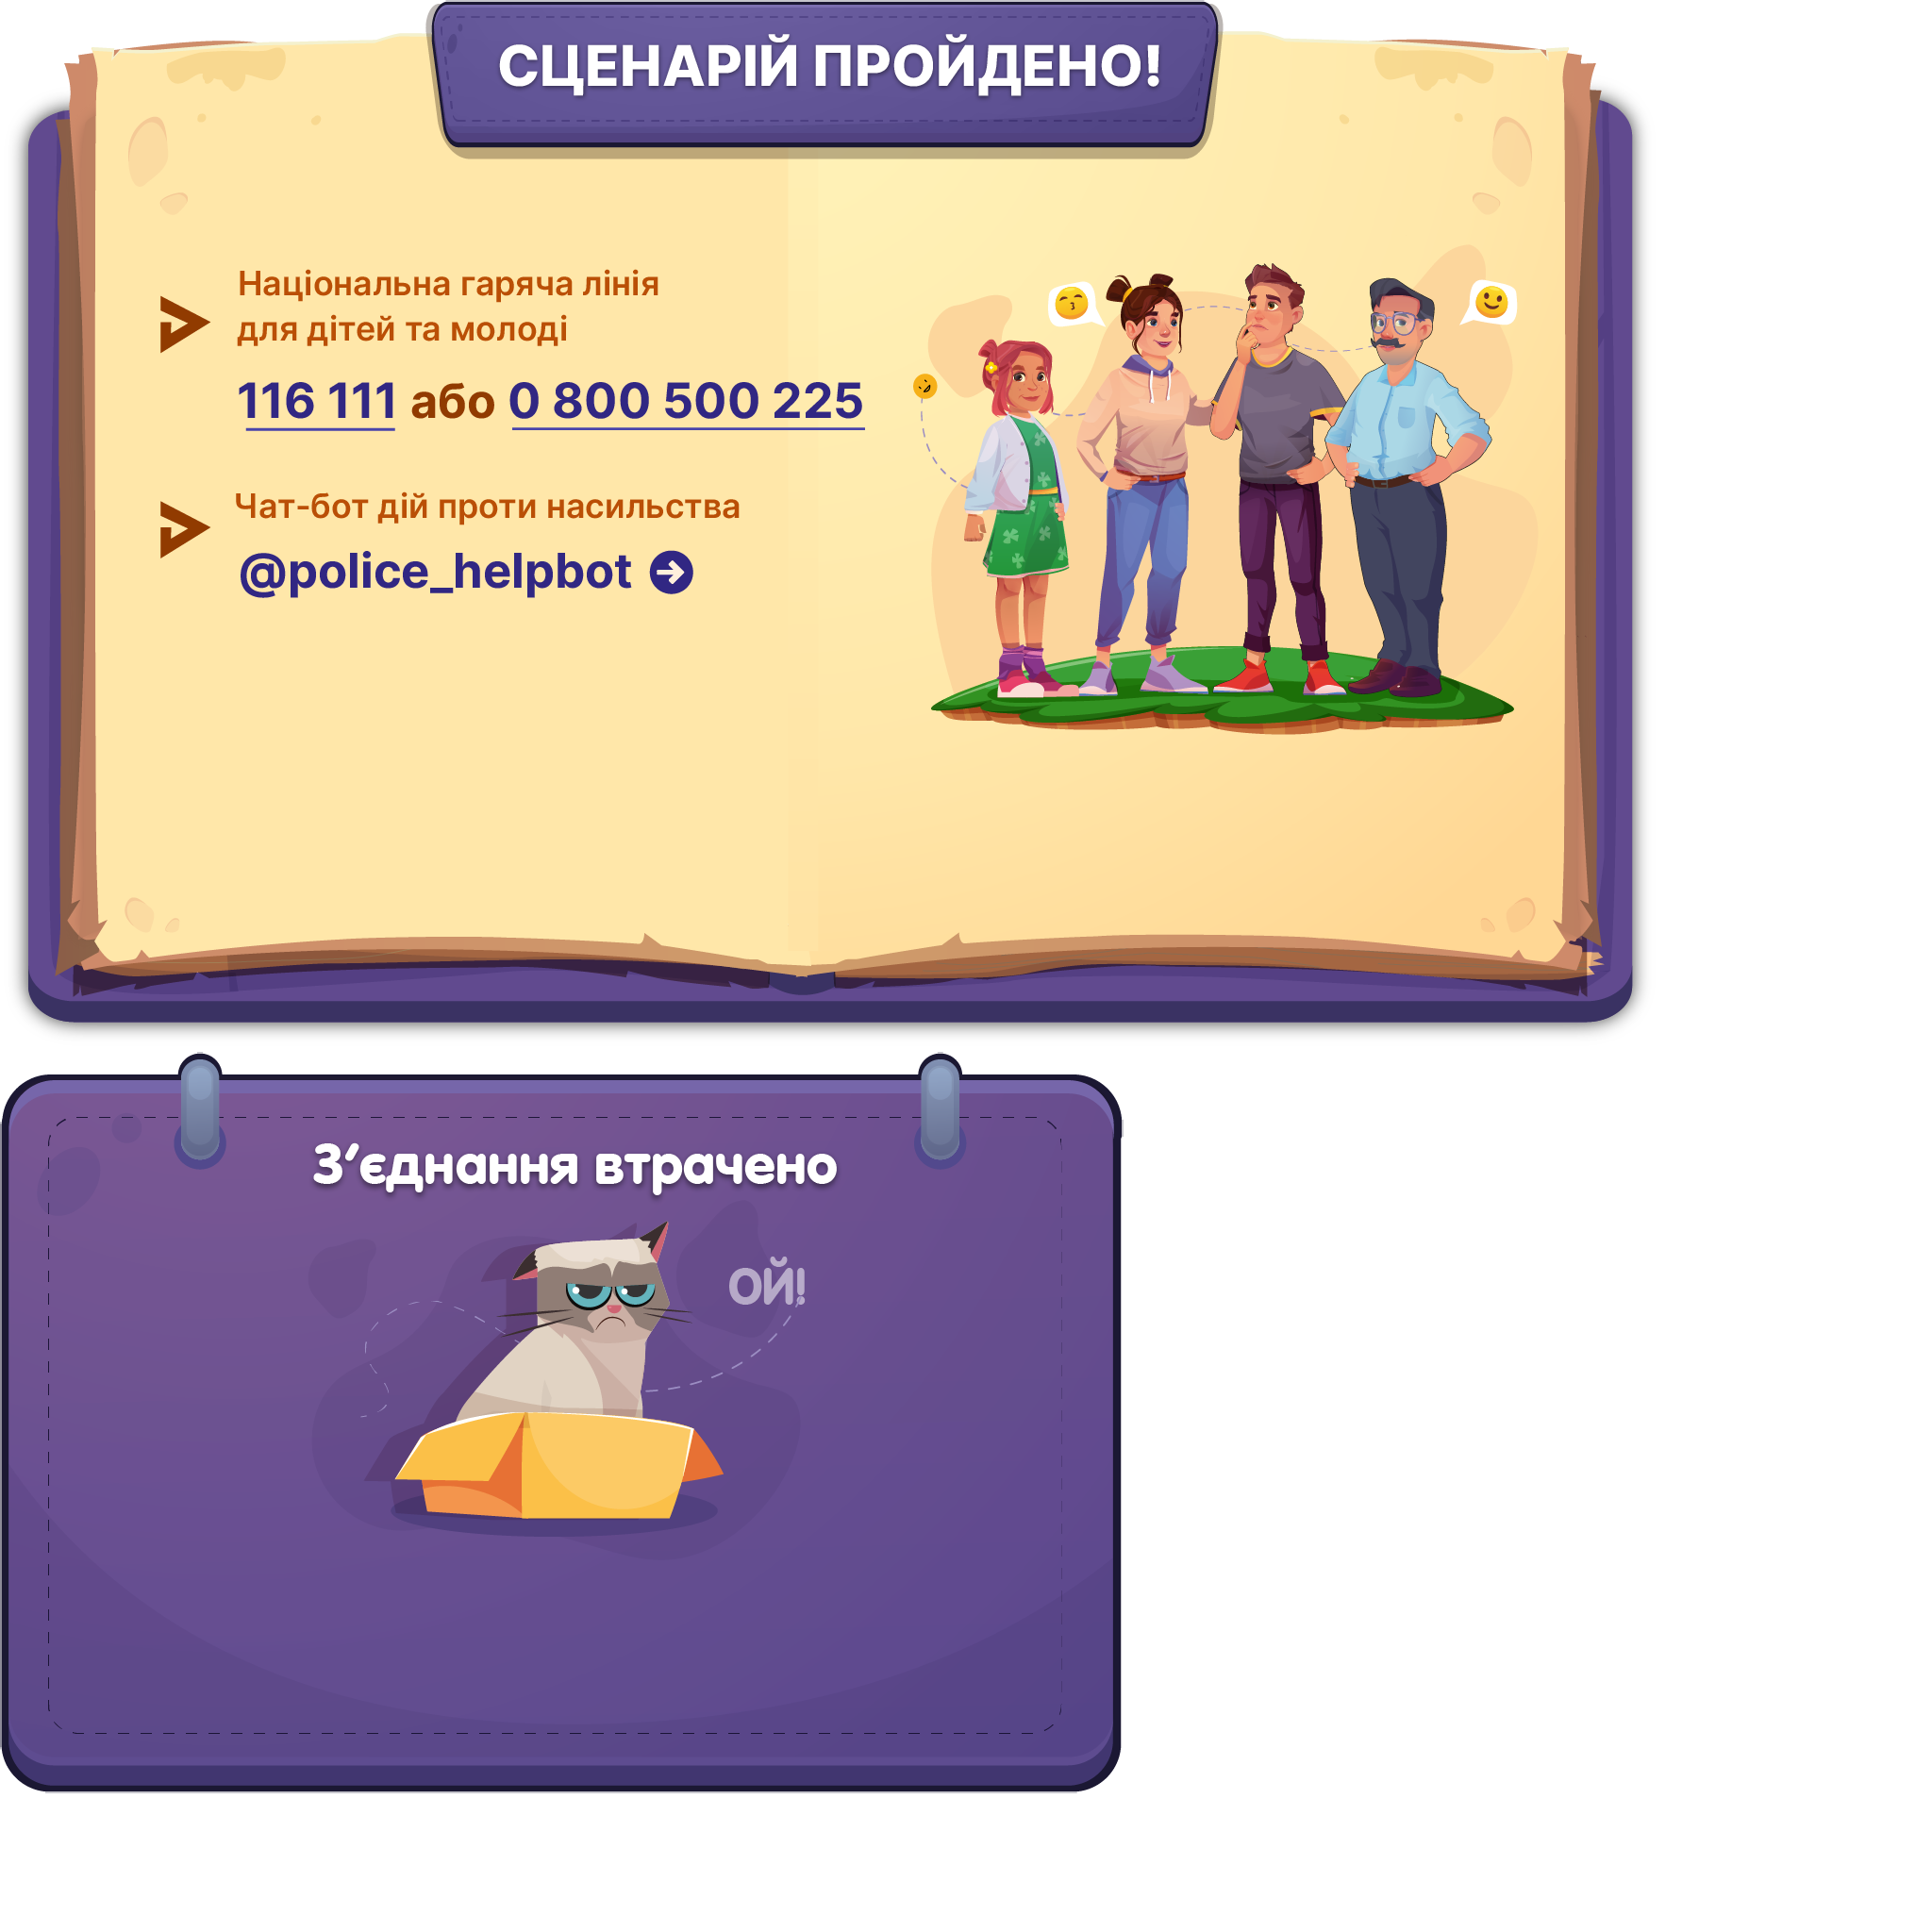 СЦЕНАРІЙ ПРОЙДЕНО!
Національна гаряча лінія
для дітей та молоді
116 111 або 0 800 500 225
Чат-бот дій проти насильства
@police_helpbot
З’єднання втрачено
ОЙ!